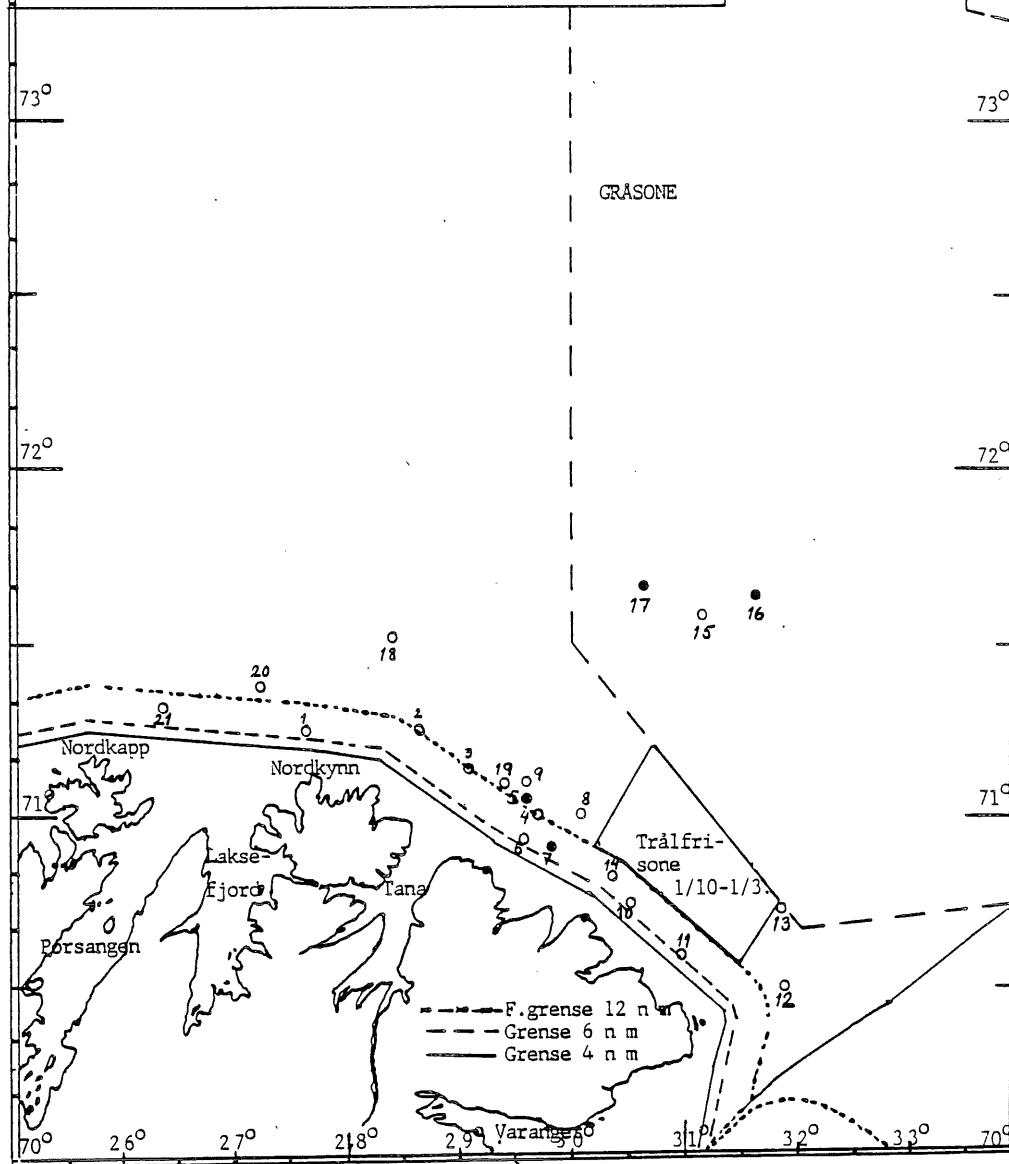 73° 73°
GRÅSONE
72° 72°
17 16
15
18
20
21 1 2
Nordkapp
3
19 9
Nordkynn
5
71° 4 8 71°
6 7
Trålfri-
sone
14
1/10-1/3.
Lakse-
fjord
Tana
10
13
11
Porsangen
12
F.grense 12 n m
Grense 6 n m
Grense 4 n m
Varanger
70° 26° 27° 28° 29° 30° 31° 32° 33° 70°